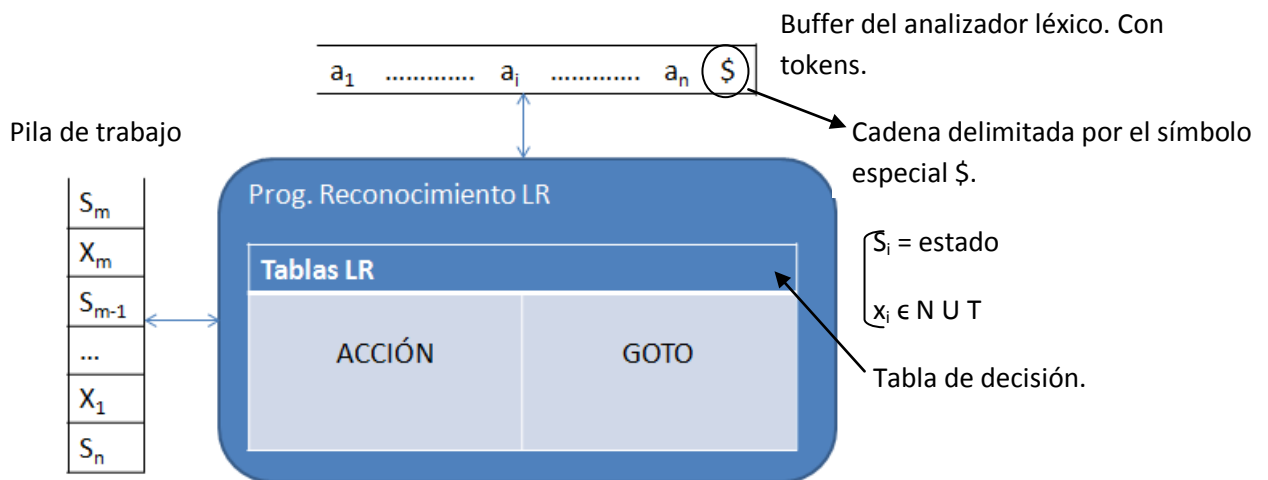 Buffer del analizador léxico. Con
tokens.
a1 ............. ai ............. an $
Cadena delimitada por el símbolo
especial $.
Pila de trabajo
Sm
Xm
Sm-1
...
X1
Sn
Prog. Reconocimiento LR
Tablas LR
ACCIÓN
GOTO
Si = estado
xi ϵ N U T
Tabla de decisión.